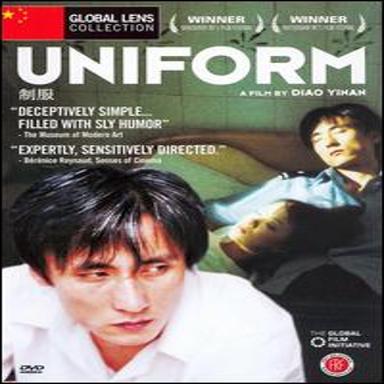 GLOBAL LENS
COLLECTION
WINNER
WINNER
UNIFORM
制服
A FILM BY DIAO YINAN
"DECEPTIVELY SIMPLE...
FILLED WITH SLY HUMOR"
- The Museum of Modern Art
"EXPERTLY, SENSITIVELY DIRECTED."
- Bérénice Reynaud, Senses of Cinema
THE GLOBAL
FILM
INITIATIVE
DVD
FRF